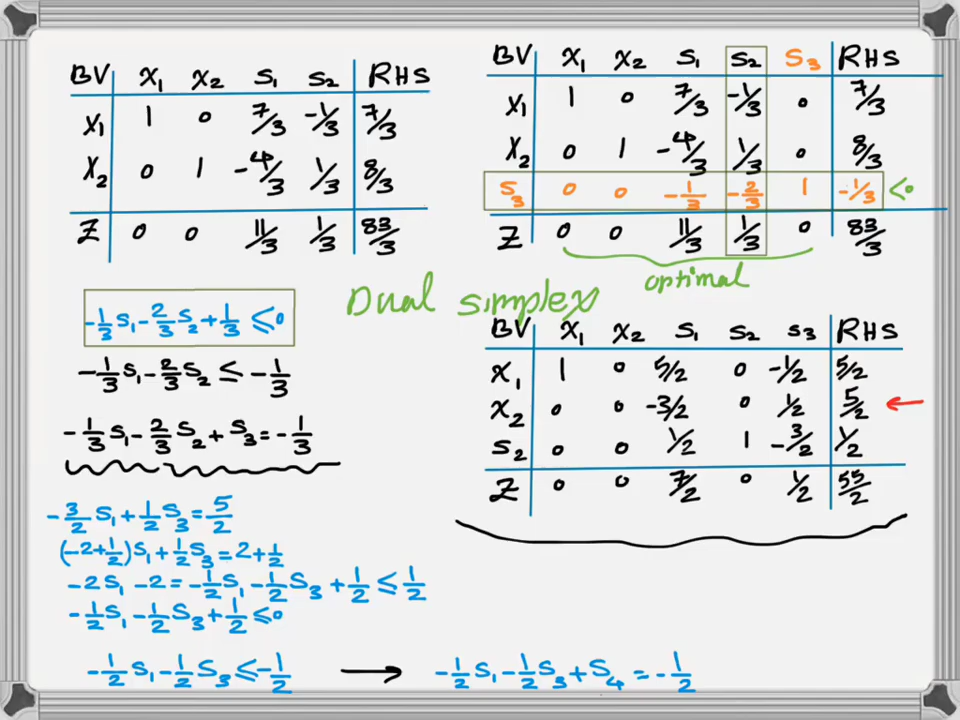 BV x₁ x₂ s₁ s₂ RHS
x₁ 1 0 7/3 -1/3 7/3
x₂ 0 1 -4/3 1/3 8/3
Z 0 0 11/3 1/3 83/3
BV x₁ x₂ s₁ s₂ s₃ RHS
x₁ 1 0 7/3 -1/3 0 7/3
x₂ 0 1 -4/3 1/3 0 8/3
s₃ 0 0 -1/3 -2/3 1 -1/3 <0
Z 0 0 11/3 1/3 0 83/3
optimal
Dual simplex
-1/3 s₁ - 2/3 s₂ + 1/3 ≤ 0
-1/3 s₁ - 2/3 s₂ ≤ -1/3
-1/3 s₁ - 2/3 s₂ + s₃ = -1/3
BV x₁ x₂ s₁ s₂ s₃ RHS
x₁ 1 0 5/2 0 -1/2 5/2
x₂ 0 0 -3/2 0 1/2 5/2 ←
s₂ 0 0 1/2 1 -3/2 1/2
Z 0 0 7/2 0 1/2 55/2
-3/2 s₁ + 1/2 s₃ = 5/2
(-2+1/2)s₁ + 1/2 s₃ = 2 + 1/2
-2s₁ - 2 = -1/2 s₁ - 1/2 s₃ + 1/2 ≤ 1/2
-1/2 s₁ - 1/2 s₃ + 1/2 ≤ 0
-1/2 s₁ - 1/2 s₃ ≤ -1/2 → -1/2 s₁ - 1/2 s₃ + s₄ = -1/2